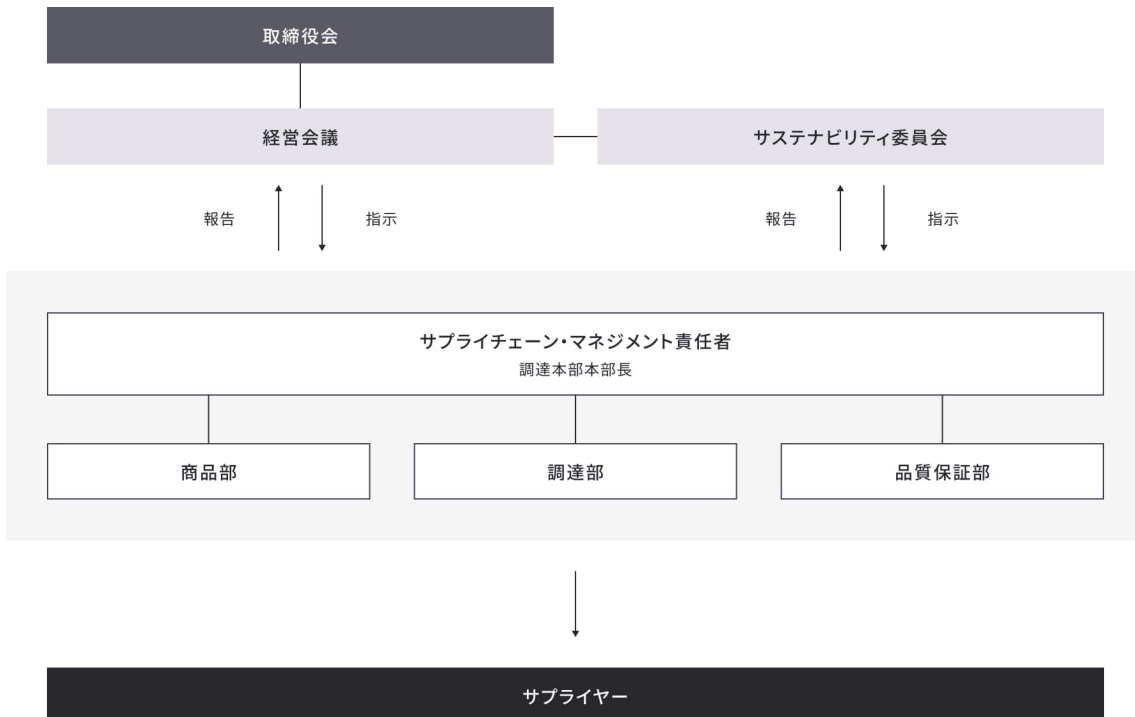 取締役会
経営会議
サステナビリティ委員会
報告
指示
報告
指示
サプライチェーン・マネジメント責任者
調達本部本部長
商品部
調達部
品質保証部
サプライヤー